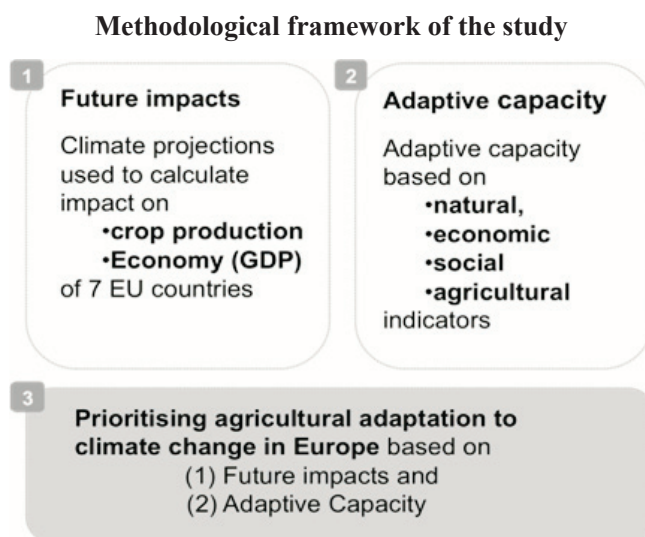 Methodological framework of the study
1
Future impacts
Climate projections
used to calculate
impact on
•crop production
•Economy (GDP)
of 7 EU countries
2
Adaptive capacity
Adaptive capacity
based on
•natural,
•economic
•social
•agricultural
indicators
3
Prioritising agricultural adaptation to
climate change in Europe based on
(1) Future impacts and
(2) Adaptive Capacity